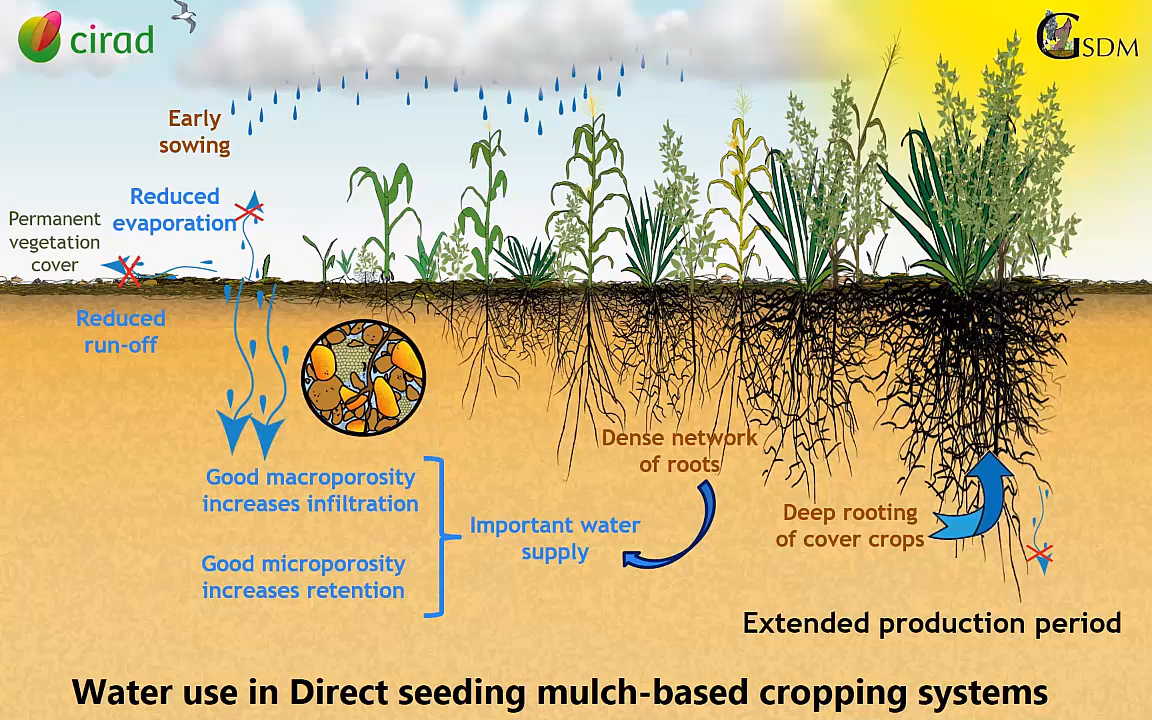 cirad
GSDM
Early
sowing
Reduced
evaporation
Permanent
vegetation
cover
Reduced
run-off
Dense network
of roots
Good macroporosity
increases infiltration
Important water
supply
Deep rooting
of cover crops
Good microporosity
increases retention
Extended production period
Water use in Direct seeding mulch-based cropping systems